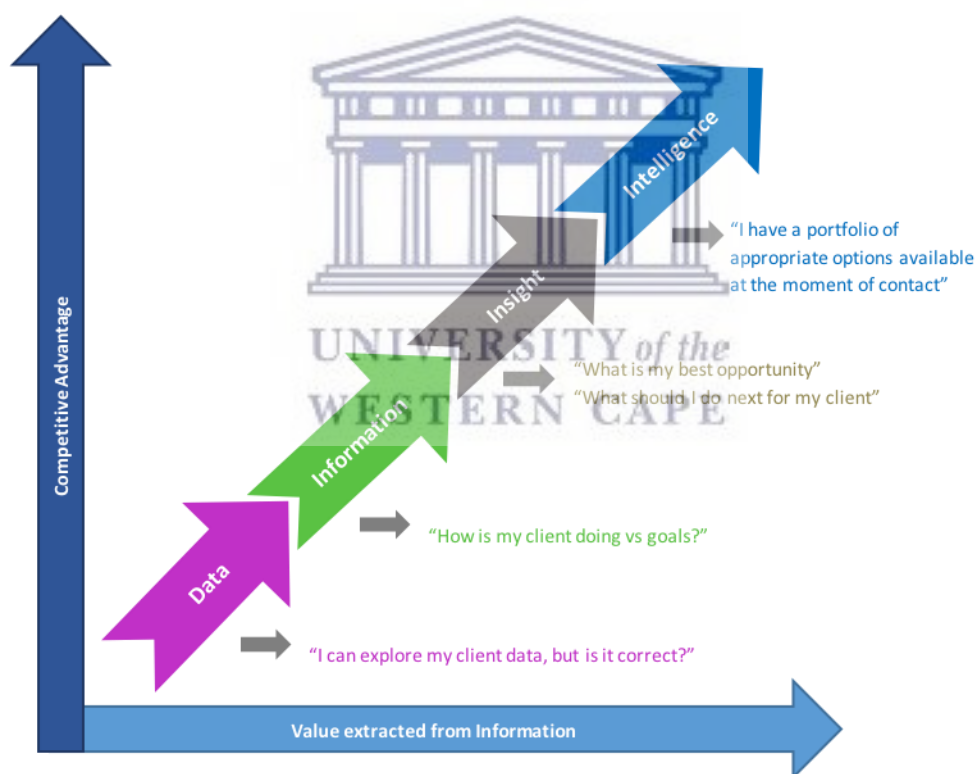 Intelligence
"I have a portfolio of
appropriate options available
at the moment of contact"
Insight
UNIVERSITY of the
WESTERN CAPE
"What is my best opportunity"
"What should I do next for my client"
Information
"How is my client doing vs goals?"
Data
"I can explore my client data, but is it correct?"
Competitive Advantage
Value extracted from Information